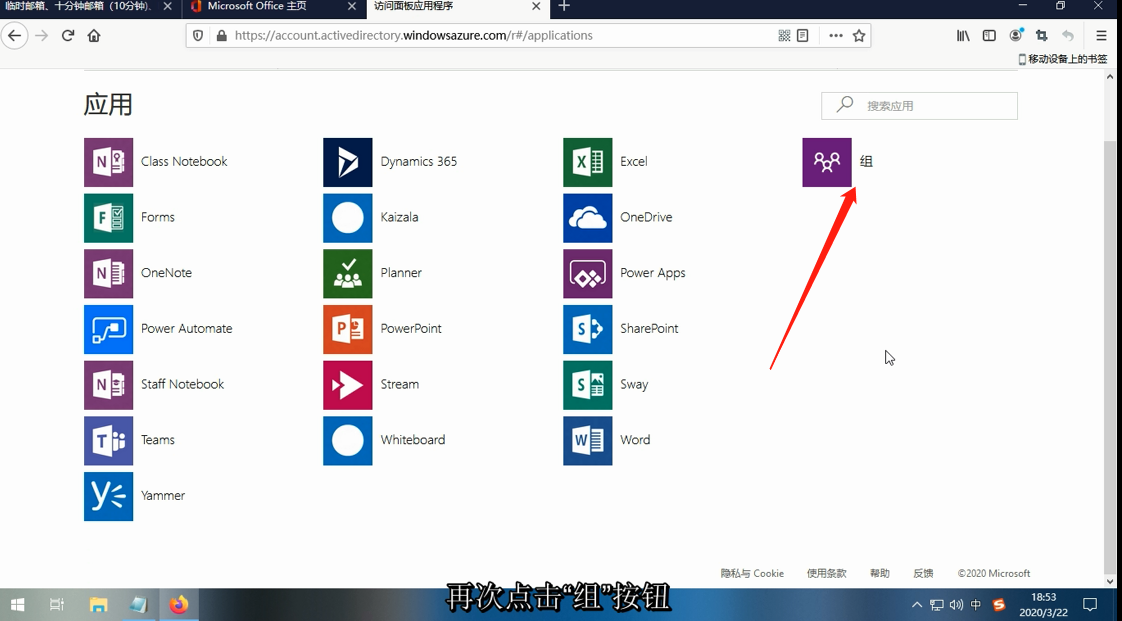 临时邮箱、十分钟邮箱（10分钟）、
Microsoft Office 主页
访问面板应用程序
https://account.activedirectory.windowsazure.com/r#/applications
移动设备上的书签
应用
搜索应用
Class Notebook
Dynamics 365
Excel
组
Forms
Kaizala
OneDrive
OneNote
Planner
Power Apps
Power Automate
PowerPoint
SharePoint
Staff Notebook
Stream
Sway
Teams
Whiteboard
Word
Yammer
隐私与 Cookie
使用条款
帮助
反馈
©2020 Microsoft
再次点击“组”按钮
中
18:53
2020/3/22